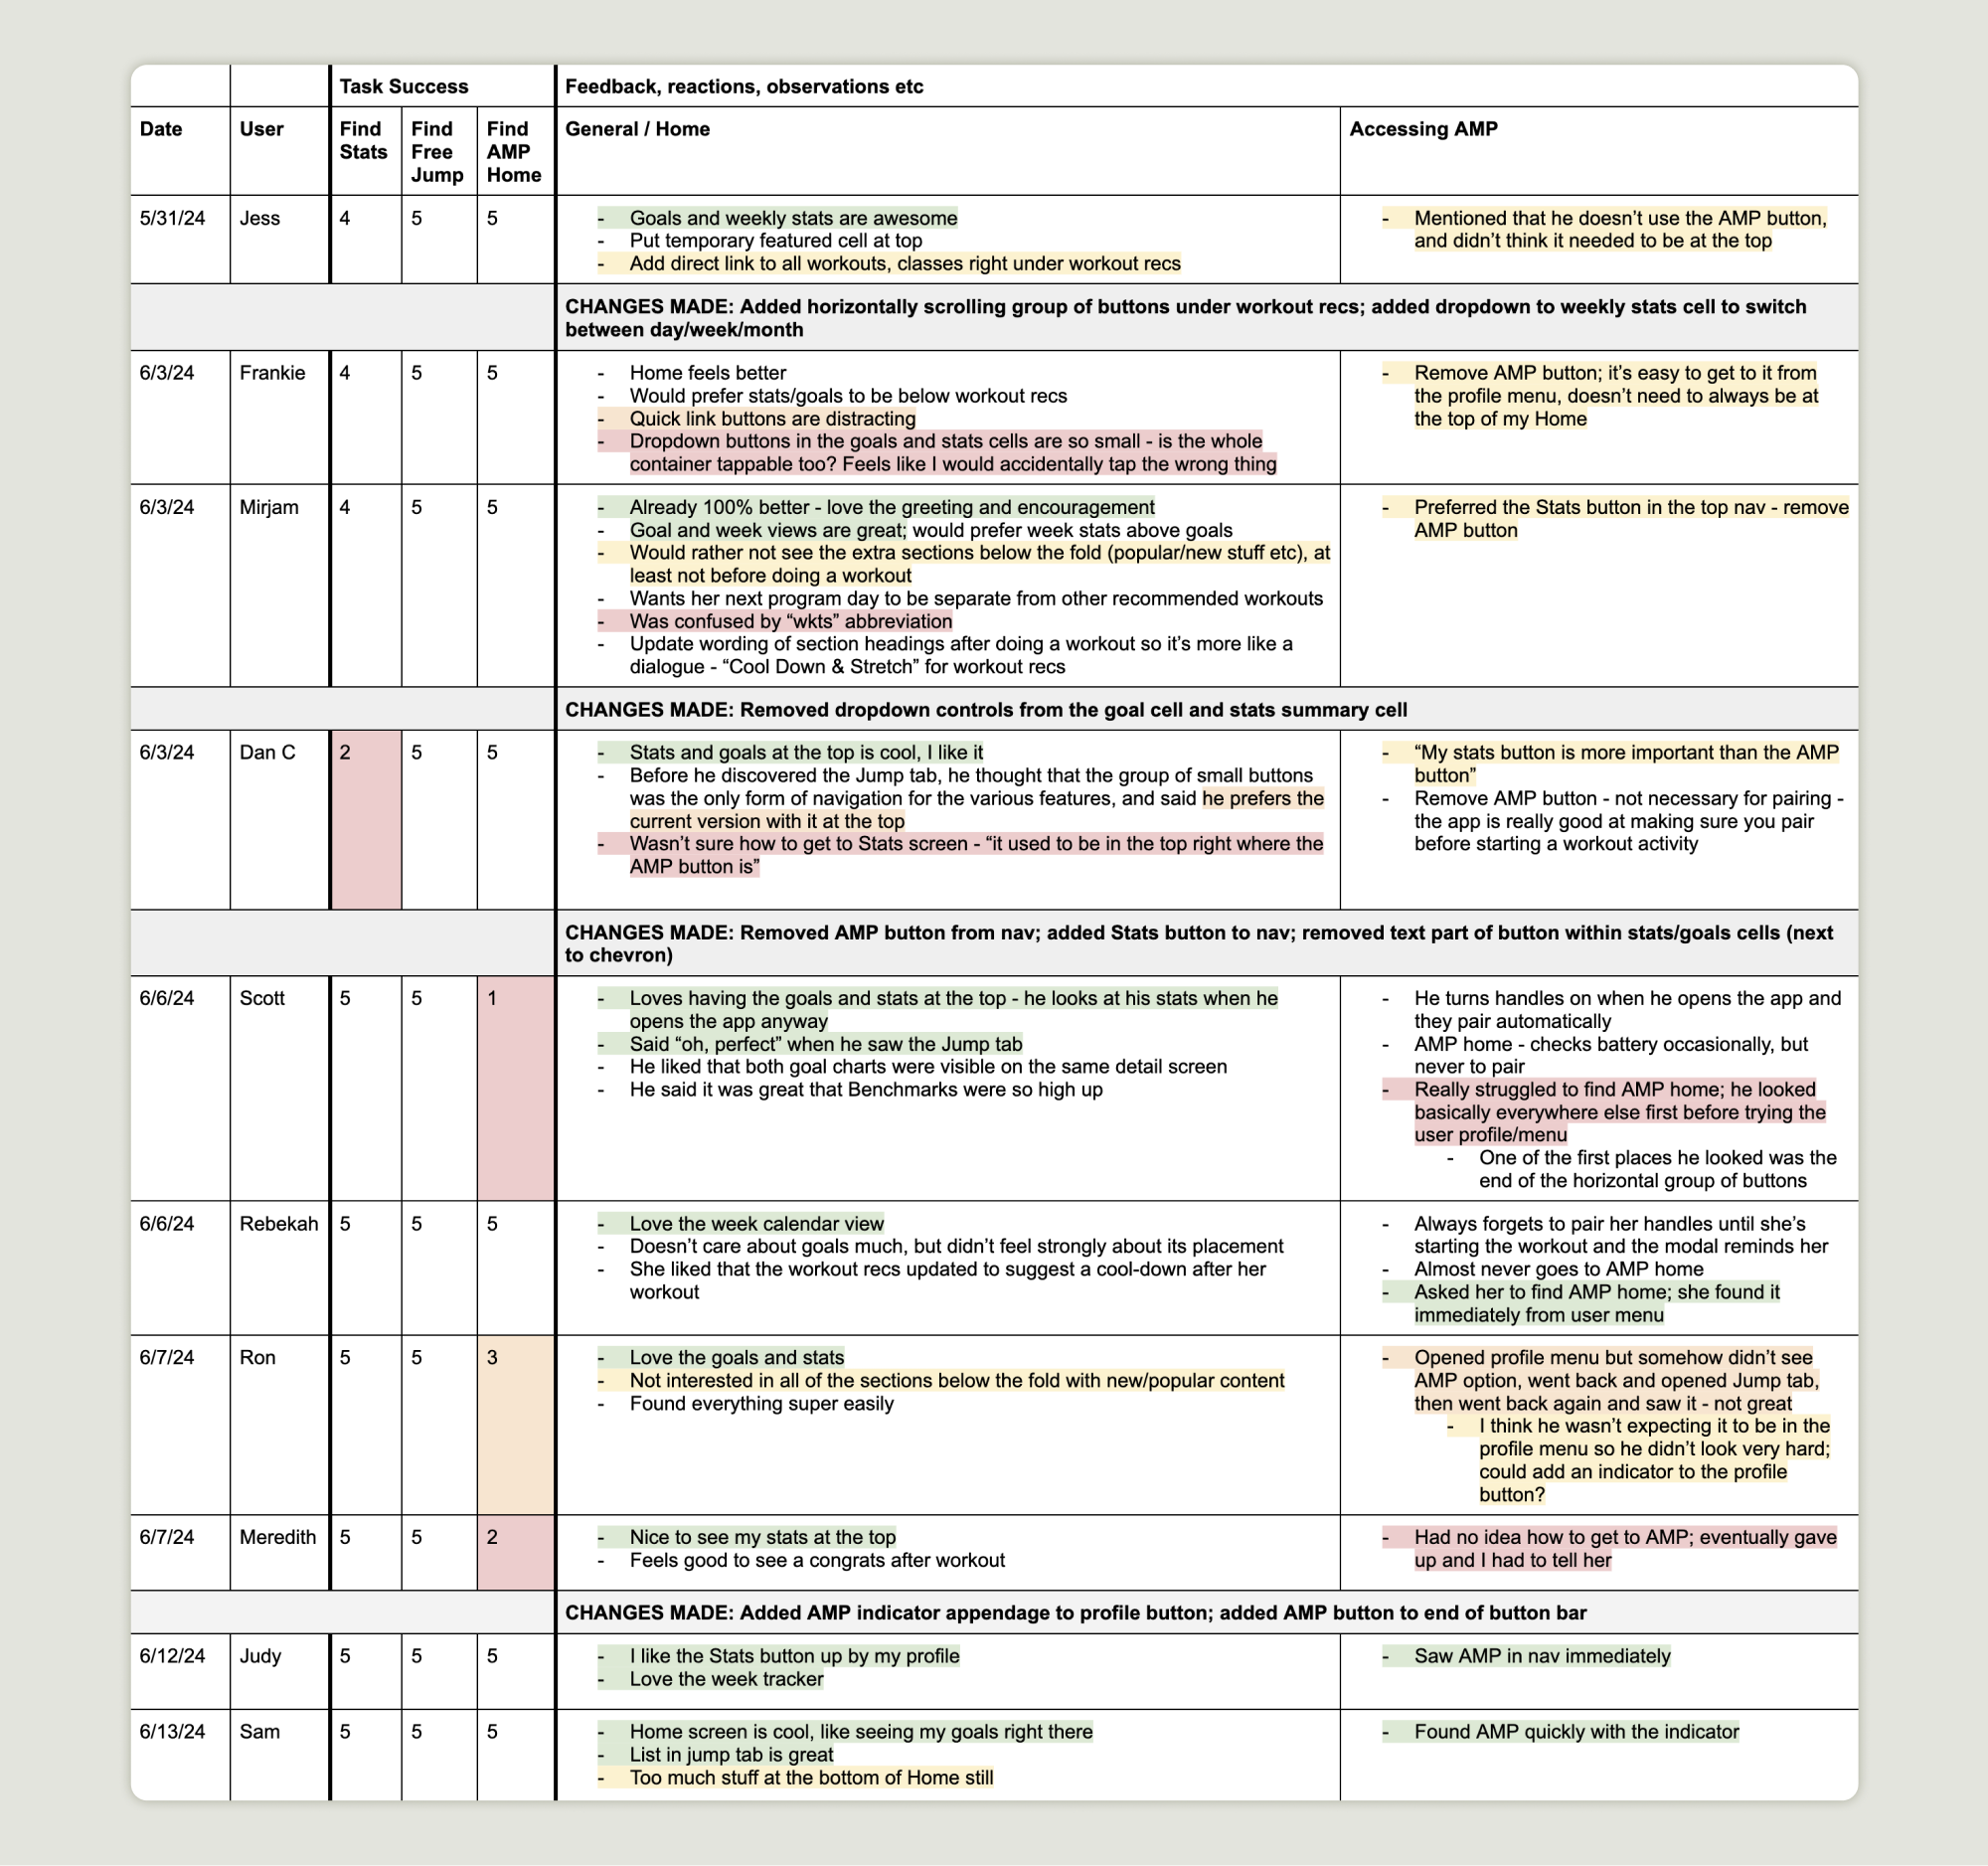 Task Success
Feedback, reactions, observations etc
Date
User
Find
Stats
Find
Free
Jump
Find
AMP
Home
General / Home
Accessing AMP
5/31/24
Jess
4
5
5
- Goals and weekly stats are awesome
- Put temporary featured cell at top
- Add direct link to all workouts, classes right under workout recs
- Mentioned that he doesn’t use the AMP button,
and didn’t think it needed to be at the top
CHANGES MADE: Added horizontally scrolling group of buttons under workout recs; added dropdown to weekly stats cell to switch
between day/week/month
6/3/24
Frankie
4
5
5
- Home feels better
- Would prefer stats/goals to be below workout recs
- Quick link buttons are distracting
- Dropdown buttons in the goals and stats cells are so small - is the whole
container tappable too? Feels like I would accidentally tap the wrong thing
- Remove AMP button; it’s easy to get to it from
the profile menu, doesn’t need to always be at
the top of my Home
6/3/24
Mirjam
4
5
5
- Already 100% better - love the greeting and encouragement
- Goal and week views are great; would prefer week stats above goals
- Would rather not see the extra sections below the fold (popular/new stuff etc), at
least not before doing a workout
- Wants her next program day to be separate from other recommended workouts
- Was confused by “wkts” abbreviation
- Update wording of section headings after doing a workout so it’s more like a
dialogue - “Cool Down & Stretch” for workout recs
- Preferred the Stats button in the top nav - remove
AMP button
CHANGES MADE: Removed dropdown controls from the goal cell and stats summary cell
6/3/24
Dan C
2
5
5
- Stats and goals at the top is cool, I like it
- Before he discovered the Jump tab, he thought that the group of small buttons
was the only form of navigation for the various features, and said he prefers the
current version with it at the top
- Wasn’t sure how to get to Stats screen - “it used to be in the top right where the
AMP button is”
- “My stats button is more important than the AMP
button”
- Remove AMP button - not necessary for pairing -
the app is really good at making sure you pair
before starting a workout activity
CHANGES MADE: Removed AMP button from nav; added Stats button to nav; removed text part of button within stats/goals cells (next
to chevron)
6/6/24
Scott
5
5
1
- Loves having the goals and stats at the top - he looks at his stats when he
opens the app anyway
- Said “oh, perfect” when he saw the Jump tab
- He liked that both goal charts were visible on the same detail screen
- He said it was great that Benchmarks were so high up
- He turns handles on when he opens the app and
they pair automatically
- AMP home - checks battery occasionally, but
never to pair
- Really struggled to find AMP home; he looked
basically everywhere else first before trying the
user profile/menu
- One of the first places he looked was the
end of the horizontal group of buttons
6/6/24
Rebekah
5
5
5
- Love the week calendar view
- Doesn’t care about goals much, but didn’t feel strongly about its placement
- She liked that the workout recs updated to suggest a cool-down after her
workout
- Always forgets to pair her handles until she’s
starting the workout and the modal reminds her
- Almost never goes to AMP home
- Asked her to find AMP home; she found it
immediately from user menu
6/7/24
Ron
5
5
3
- Love the goals and stats
- Not interested in all of the sections below the fold with new/popular content
- Found everything super easily
- Opened profile menu but somehow didn’t see
AMP option, went back and opened Jump tab,
then went back again and saw it - not great
- I think he wasn’t expecting it to be in the
profile menu so he didn’t look very hard;
could add an indicator to the profile
button?
6/7/24
Meredith
5
5
2
- Nice to see my stats at the top
- Feels good to see a congrats after workout
- Had no idea how to get to AMP; eventually gave
up and I had to tell her
CHANGES MADE: Added AMP indicator appendage to profile button; added AMP button to end of button bar
6/12/24
Judy
5
5
5
- I like the Stats button up by my profile
- Love the week tracker
- Saw AMP in nav immediately
6/13/24
Sam
5
5
5
- Home screen is cool, like seeing my goals right there
- List in jump tab is great
- Too much stuff at the bottom of Home still
- Found AMP quickly with the indicator